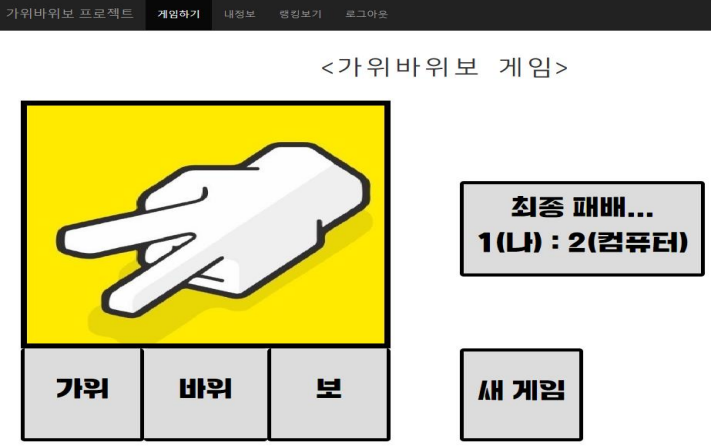 가위바위보 프로젝트 게임하기 내정보 랭킹보기 로그아웃
<가위바위보 게임>
최종 패배...
1(나) : 2(컴퓨터)
가위 바위 보
새 게임